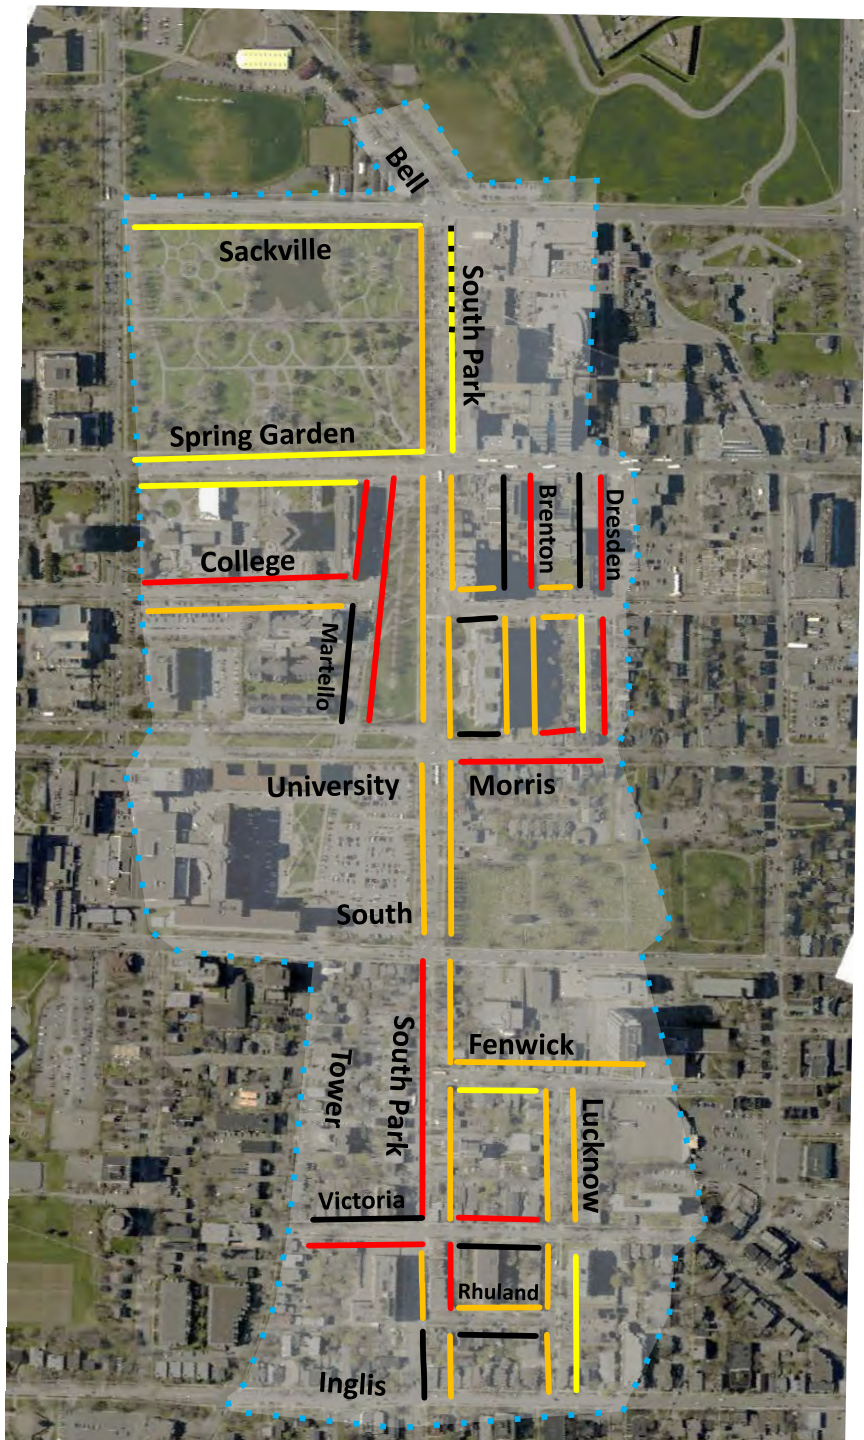 Bell
Sackville
South Park
Spring Garden
Brenton
Dresden
College
Martello
University
Morris
South
South Park
Fenwick
Tower
Lucknow
Victoria
Rhuland
Inglis